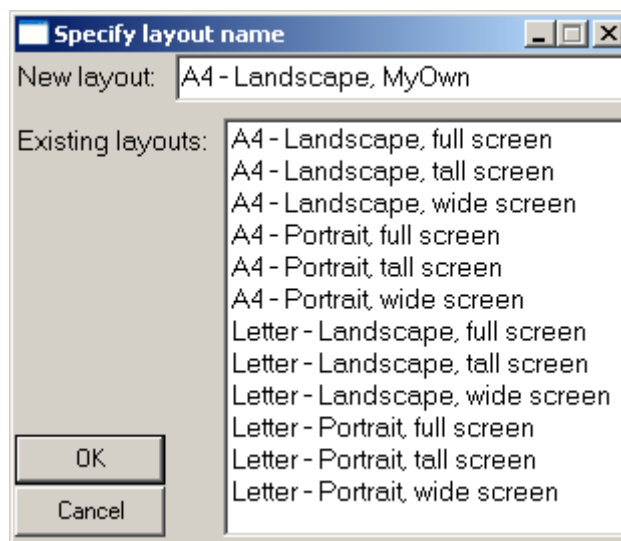 Specify layout name
New layout: A4 - Landscape, MyOwn
Existing layouts:
A4 - Landscape, full screen
A4 - Landscape, tall screen
A4 - Landscape, wide screen
A4 - Portrait, full screen
A4 - Portrait, tall screen
A4 - Portrait, wide screen
Letter - Landscape, full screen
Letter - Landscape, tall screen
Letter - Landscape, wide screen
Letter - Portrait, full screen
Letter - Portrait, tall screen
Letter - Portrait, wide screen
OK
Cancel